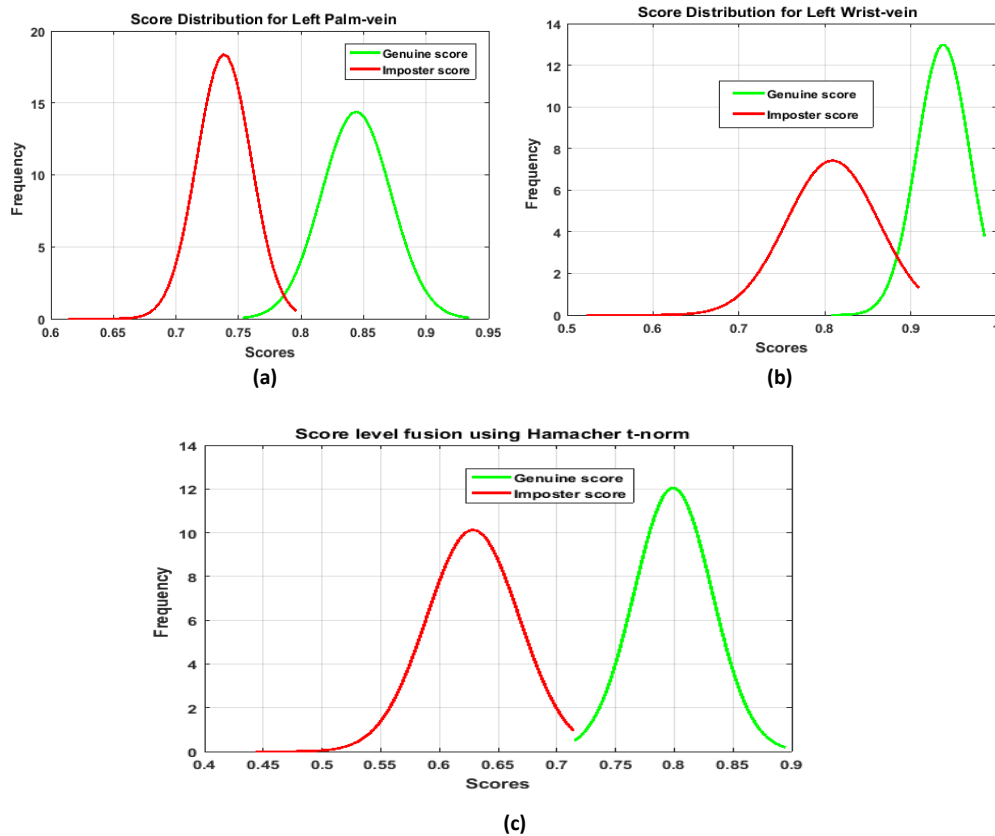 Score Distribution for Left Palm-vein
20
15
10
5
0
Frequency
Genuine score
Imposter score
0.6 0.65 0.7 0.75 0.8 0.85 0.9 0.95
Scores
(a)
Score Distribution for Left Wrist-vein
14
12
10
8
6
4
2
0
Frequency
Genuine score
Imposter score
0.5 0.6 0.7 0.8 0.9
Scores
(b)
Score level fusion using Hamacher t-norm
14
12
10
8
6
4
2
0
Frequency
Genuine score
Imposter score
0.4 0.45 0.5 0.55 0.6 0.65 0.7 0.75 0.8 0.85 0.9
Scores
(c)